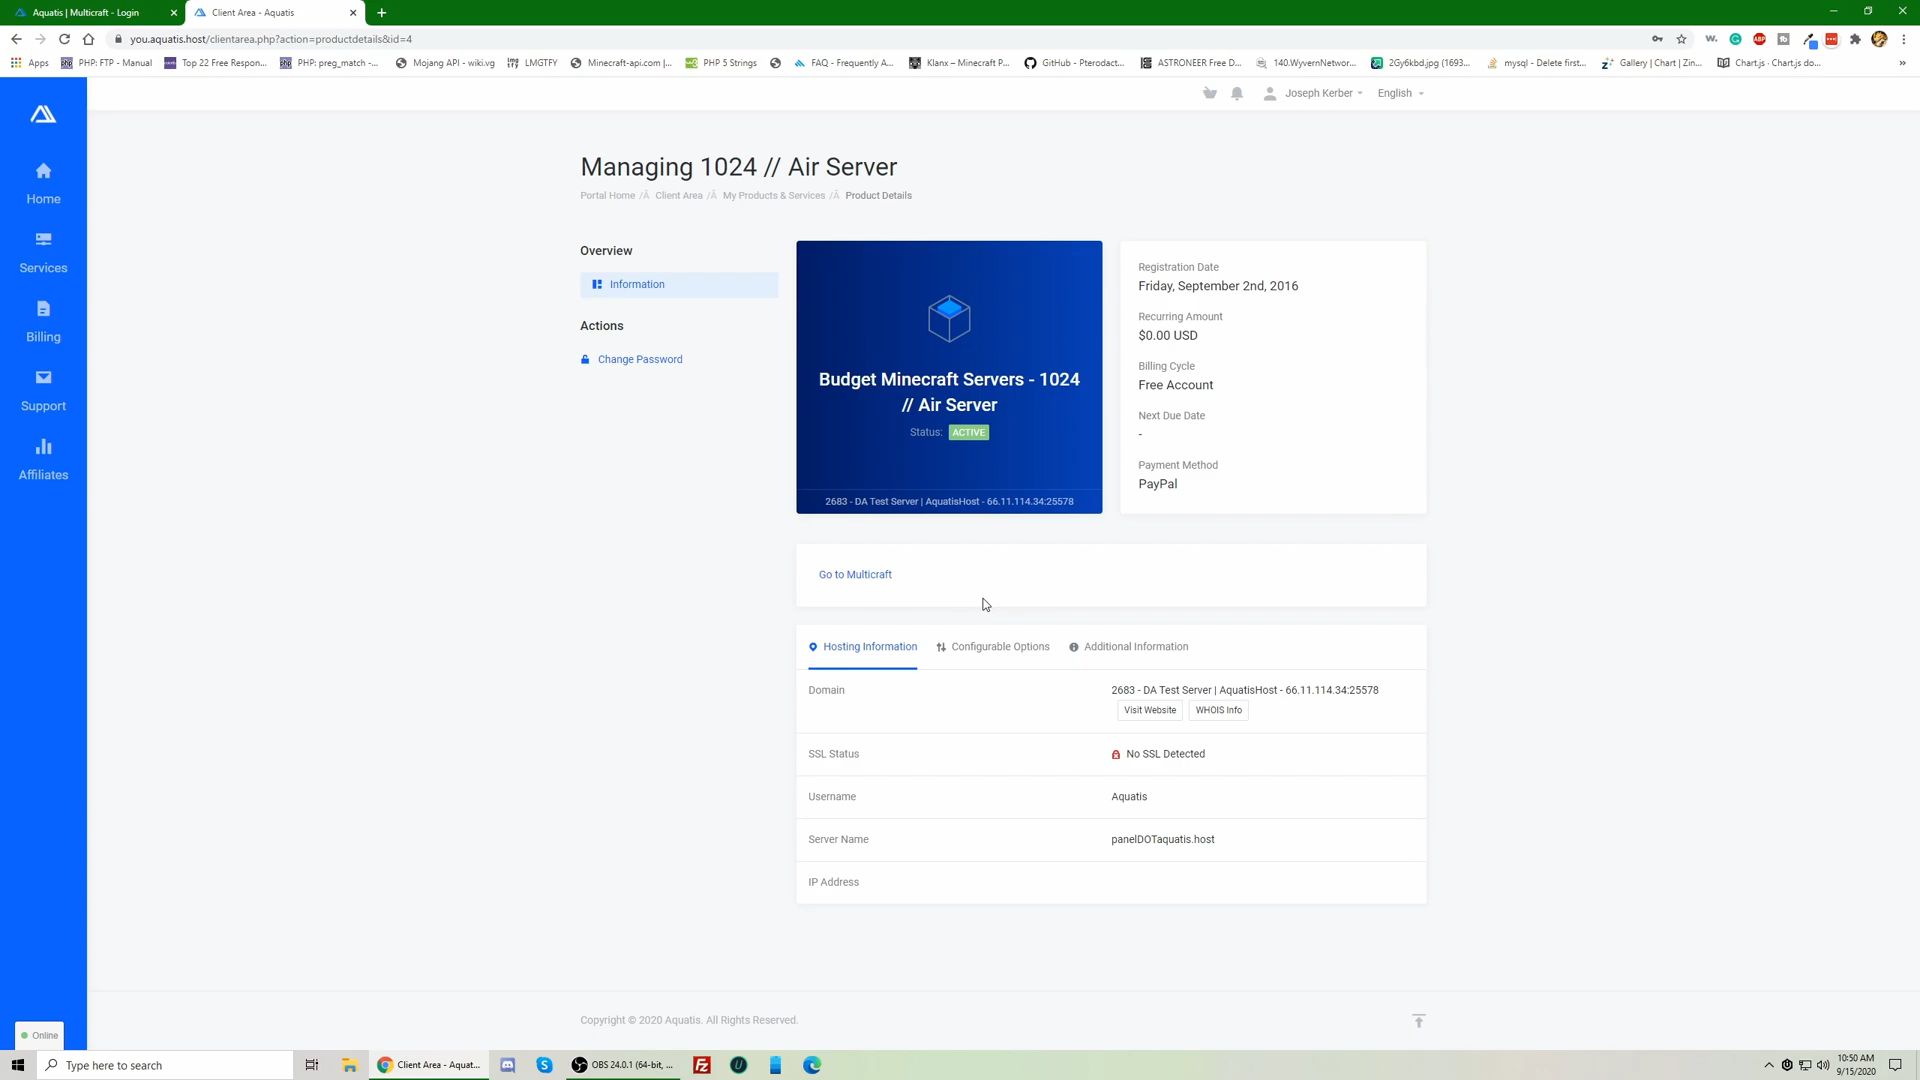 Aquatis | Multicraft - Login
Client Area - Aquatis
you.aquatis.host/clientarea.php?action=productdetails&id=4
Apps
PHP: FTP - Manual
Top 22 Free Respon...
PHP: preg_match -...
Mojang API - wiki.vg
LMGTFY
Minecraft-api.com |...
PHP 5 Strings
FAQ - Frequently A...
Klanx – Minecraft P...
GitHub - Pterodact...
ASTRONEER Free D...
140.WyvernNetwor...
2Gy6kbd.jpg (1693...
mysql - Delete first...
Gallery | Chart | Zin...
Chart.js · Chart.js do...
Joseph Kerber
English
Home
Services
Billing
Support
Affiliates
Managing 1024 // Air Server
Portal Home /Â Client Area /Â My Products & Services /Â Product Details
Overview
Information
Actions
Change Password
Budget Minecraft Servers - 1024
// Air Server
Status: ACTIVE
2683 - DA Test Server | AquatisHost - 66.11.114.34:25578
Registration Date
Friday, September 2nd, 2016
Recurring Amount
$0.00 USD
Billing Cycle
Free Account
Next Due Date
-
Payment Method
PayPal
Go to Multicraft
Hosting Information
Configurable Options
Additional Information
Domain
2683 - DA Test Server | AquatisHost - 66.11.114.34:25578
Visit Website
WHOIS Info
SSL Status
No SSL Detected
Username
Aquatis
Server Name
panelDOTaquatis.host
IP Address
Copyright © 2020 Aquatis. All Rights Reserved.
Online
Type here to search
Client Area - Aquat...
OBS 24.0.1 (64-bit, ...
10:50 AM
9/15/2020